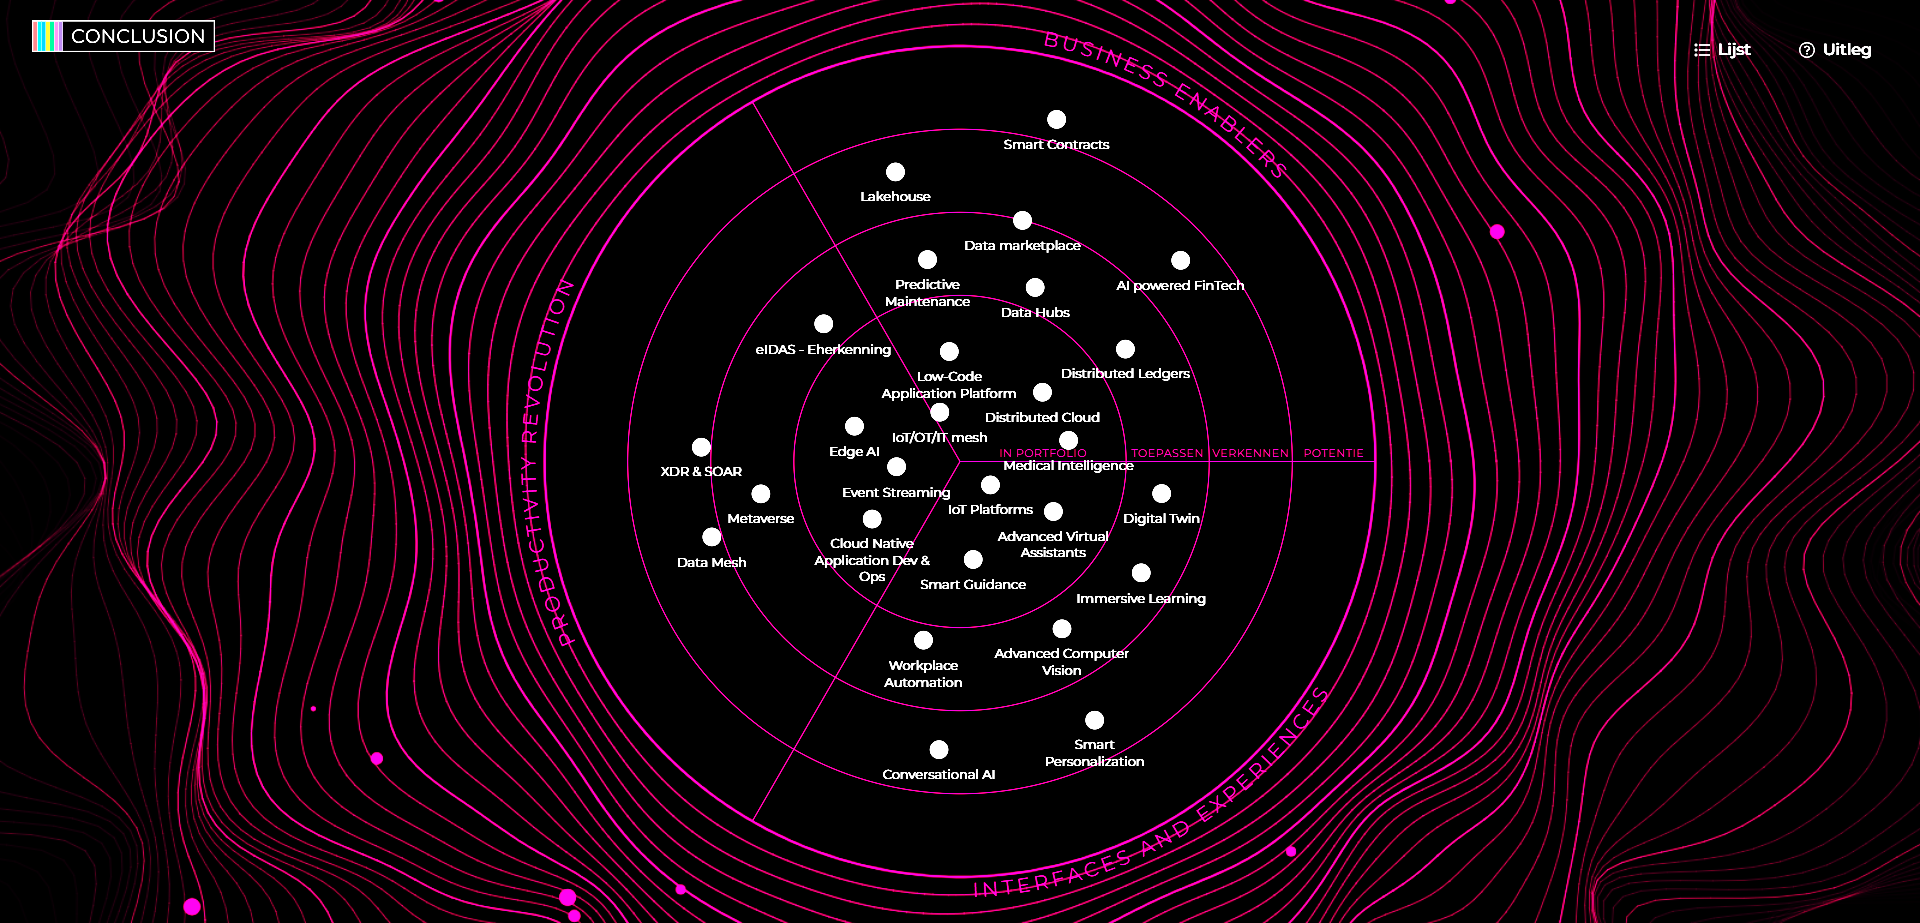 CONCLUSION
Lijst
Uitleg
BUSINESS ENABLERS
Smart Contracts
Lakehouse
Data marketplace
AI powered FinTech
Predictive
Maintenance
Data Hubs
eIDAS - Eherkenning
Low-Code
Application Platform
Distributed Ledgers
Distributed Cloud
IoT/OT/IT mesh
Edge AI
IN PORTFOLIO
TOEPASSEN
VERKENNEN
POTENTIE
Medical Intelligence
PRODUCTIVITY REVOLUTION
XDR & SOAR
Event Streaming
Metaverse
IoT Platforms
Digital Twin
Advanced Virtual
Assistants
Data Mesh
Cloud Native
Application Dev &
Ops
Smart Guidance
Immersive Learning
Workplace
Automation
Advanced Computer
Vision
Smart
Personalization
Conversational AI
INTERFACES AND EXPERIENCES